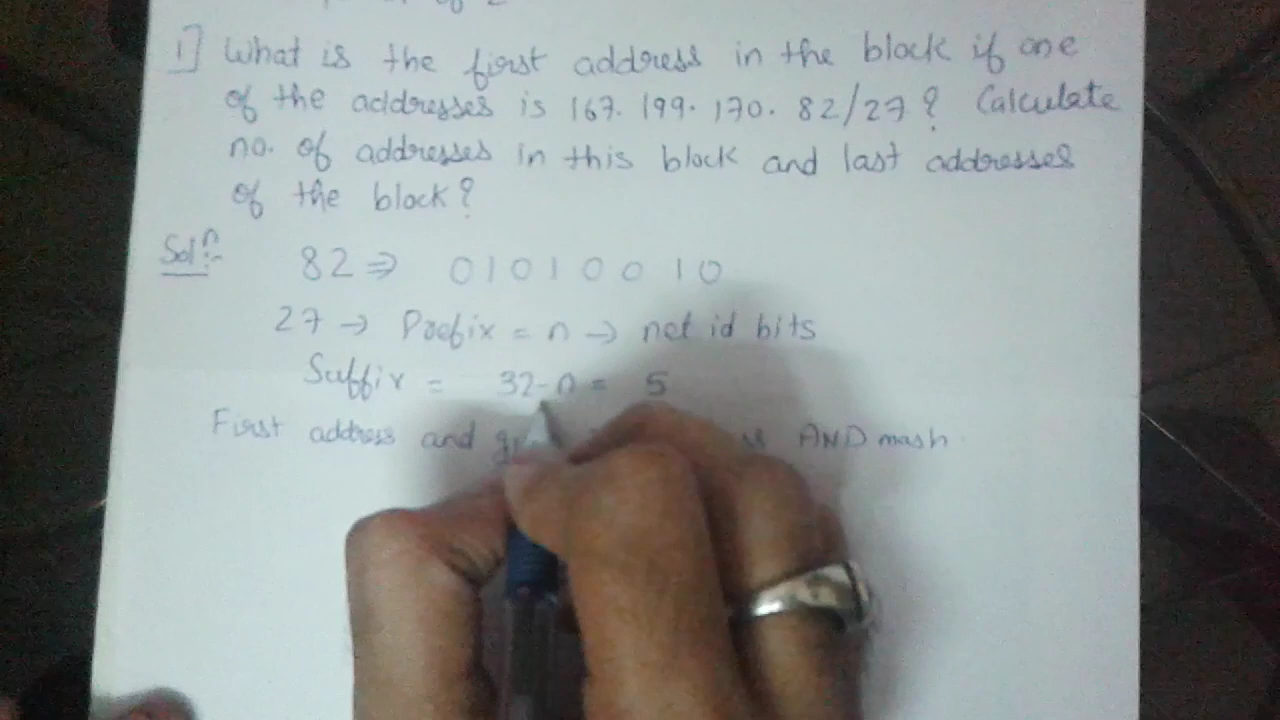 1] What is the first address in the block if one
of the addresses is 167. 199. 170. 82/27? Calculate
no. of addresses in this block and last addresses
of the block?
Solⁿ:-
82 ⇒ 01010010
27 → Prefix = n → net id bits
Suffix = 32-n = 5
First address and AND mash